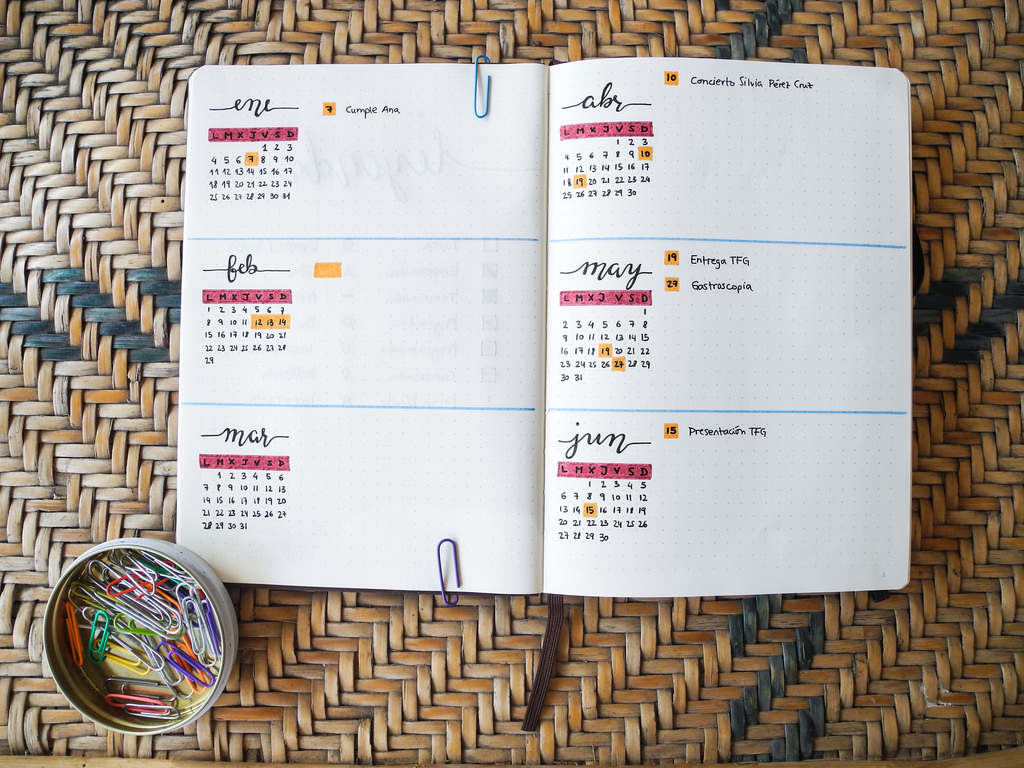 ene
7 Cumple Ana
L M X J V S D
1 2 3
4 5 6 7 8 9 10
11 12 13 14 15 16 17
18 19 20 21 22 23 24
25 26 27 28 29 30 31
feb
L M X J V S D
1 2 3 4 5 6 7
8 9 10 11 12 13 14
15 16 17 18 19 20 21
22 23 24 25 26 27 28
29
mar
L M X J V S D
1 2 3 4 5 6
7 8 9 10 11 12 13
14 15 16 17 18 19 20
21 22 23 24 25 26 27
28 29 30 31
abr
10 Concierto Silvia Pérez Cruz
L M X J V S D
1 2 3
4 5 6 7 8 9 10
11 12 13 14 15 16 17
18 19 20 21 22 23 24
25 26 27 28 29 30
may
19 Entrega TFG
27 Gastroscopia
L M X J V S D
1
2 3 4 5 6 7 8
9 10 11 12 13 14 15
16 17 18 19 20 21 22
23 24 25 26 27 28 29
30 31
jun
15 Presentación TFG
L M X J V S D
1 2 3 4 5
6 7 8 9 10 11 12
13 14 15 16 17 18 19
20 21 22 23 24 25 26
27 28 29 30
3